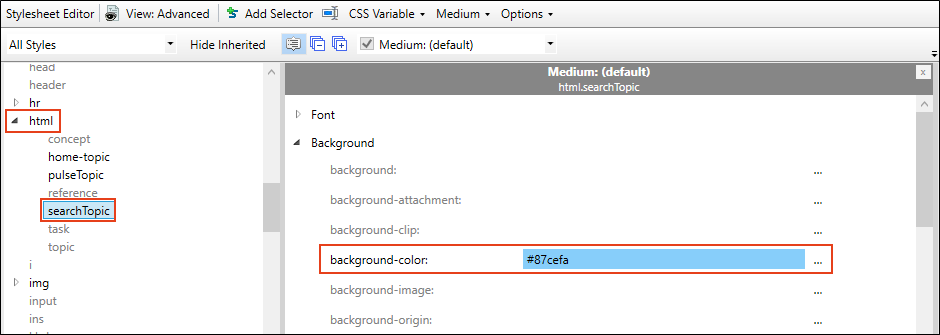 Stylesheet Editor View: Advanced Add Selector CSS Variable Medium Options
All Styles Hide Inherited Medium: (default)
head
header
hr
html
concept
home-topic
pulseTopic
reference
searchTopic
task
topic
i
img
input
ins
Medium: (default) x
html.searchTopic
Font
Background
background: ...
background-attachment: ...
background-clip: ...
background-color: #87cefa ...
background-image: ...
background-origin: ...